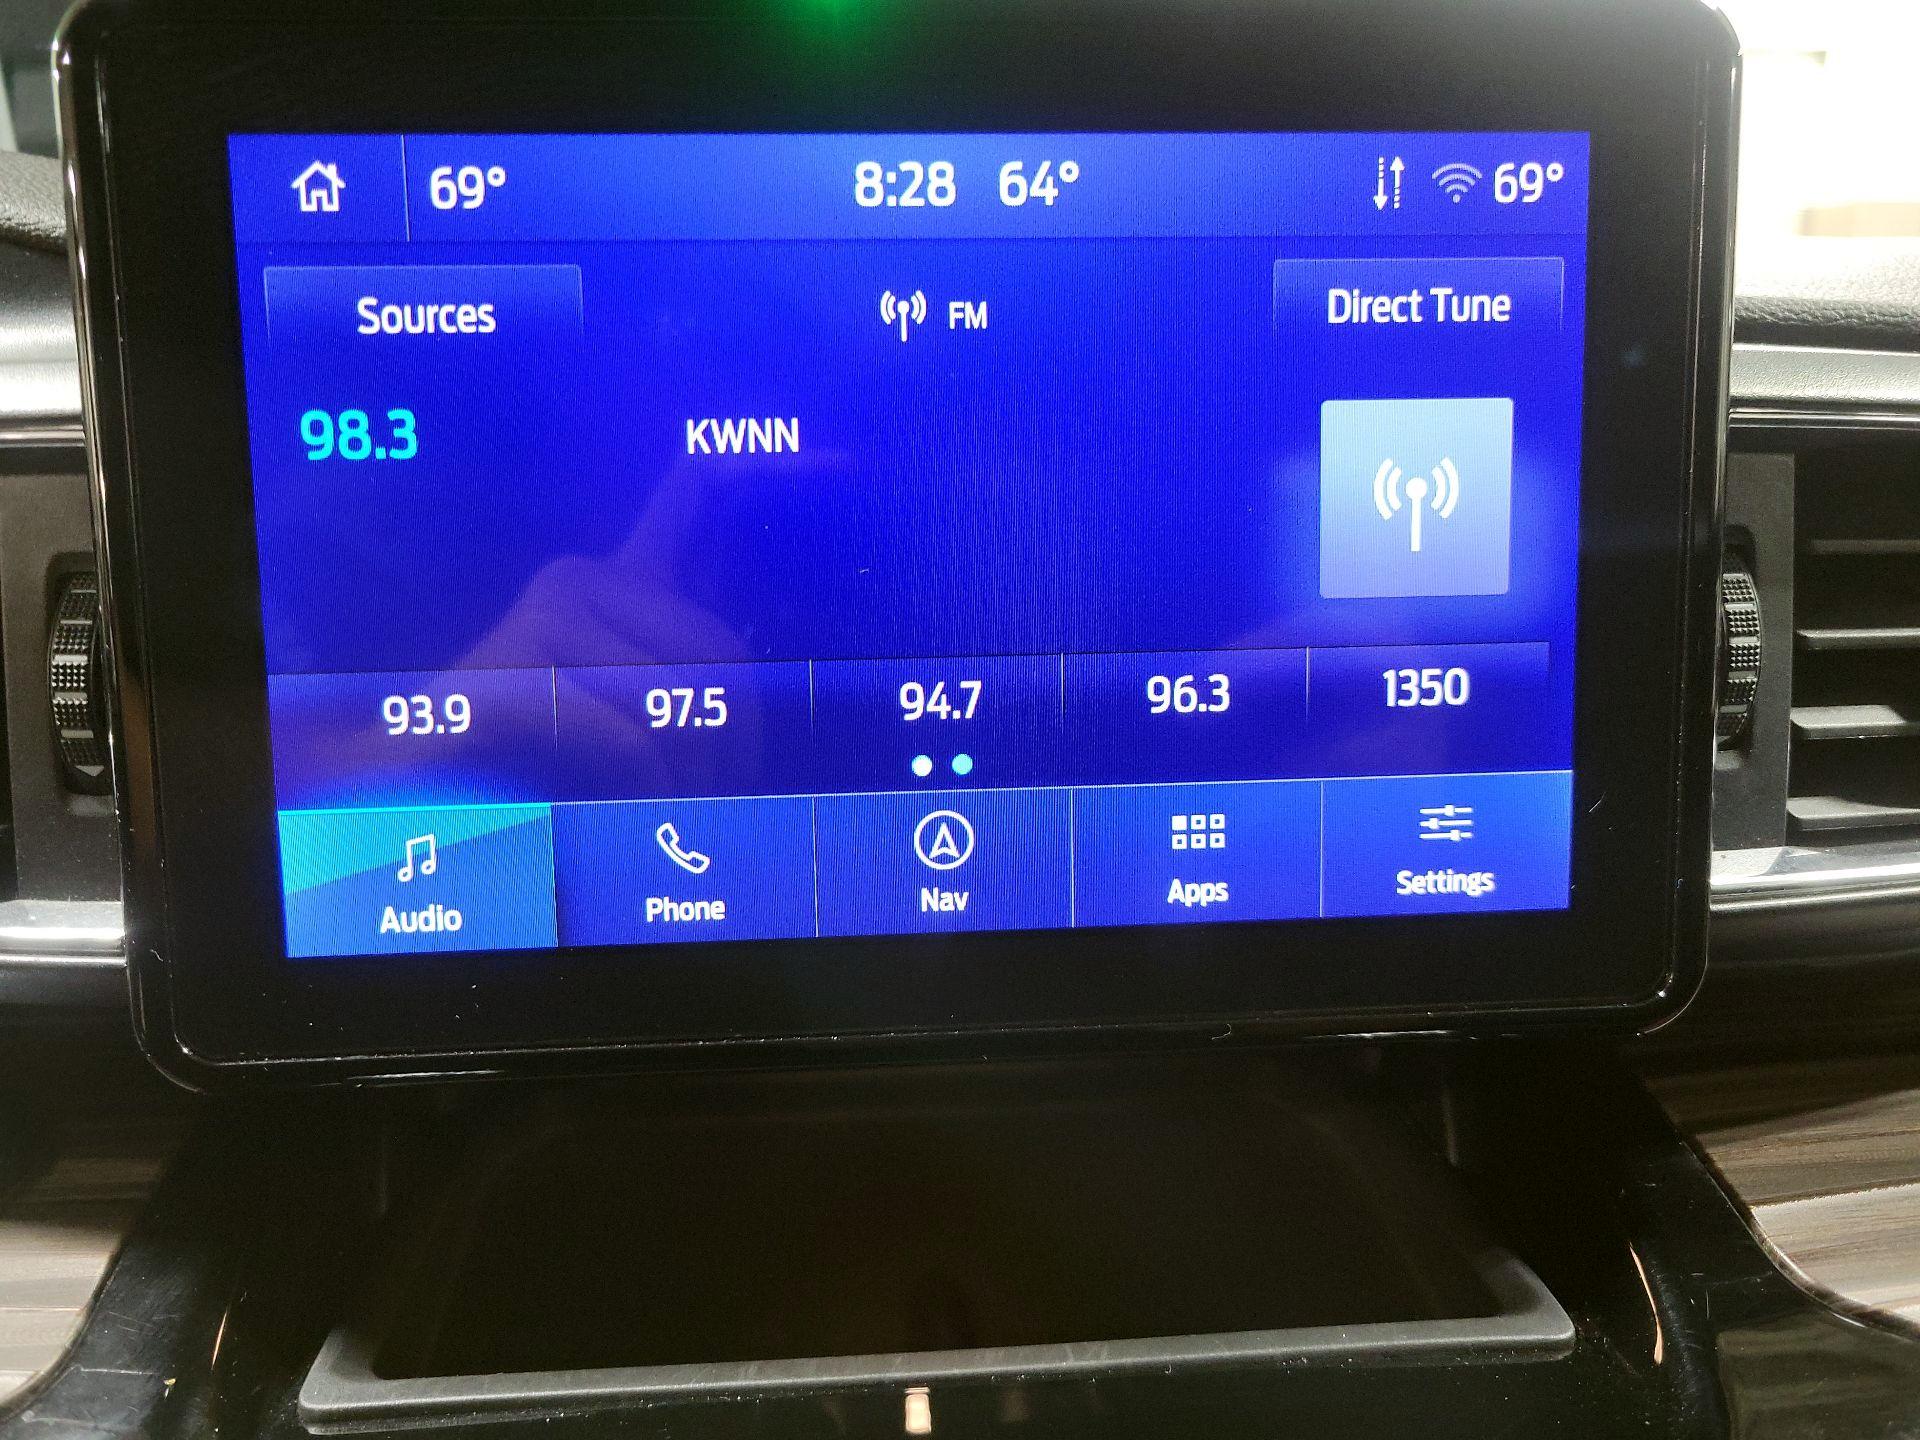 69° 8:28 64° 69°
Sources FM Direct Tune
98.3 KWNN
93.9 97.5 94.7 96.3 1350
Audio Phone Nav Apps Settings